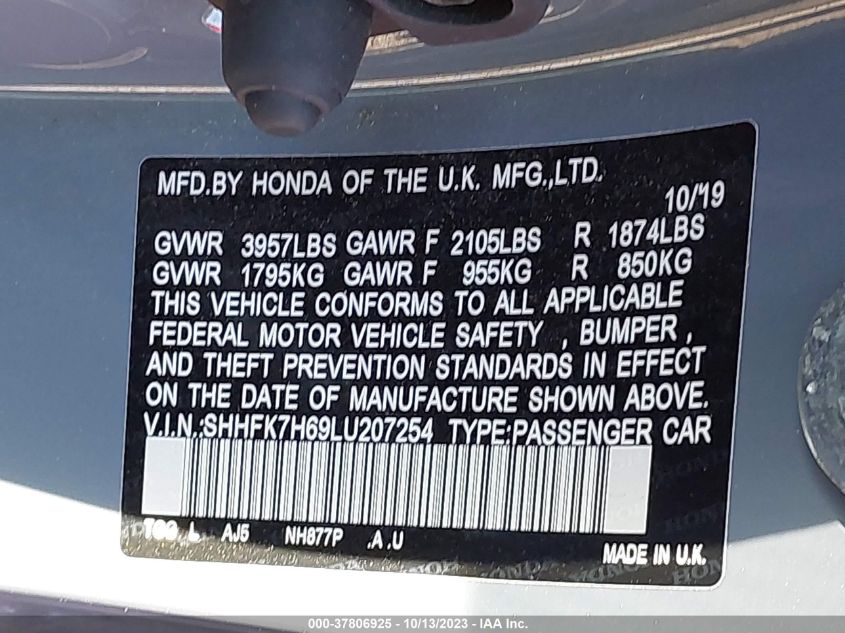 MFD.BY HONDA OF THE U.K. MFG.,LTD.
10/19
GVWR 3957LBS GAWR F 2105LBS R 1874LBS
GVWR 1795KG GAWR F 955KG R 850KG
THIS VEHICLE CONFORMS TO ALL APPLICABLE
FEDERAL MOTOR VEHICLE SAFETY , BUMPER ,
AND THEFT PREVENTION STANDARDS IN EFFECT
ON THE DATE OF MANUFACTURE SHOWN ABOVE.
V.I.N.:SHHFK7H69LU207254 TYPE:PASSENGER CAR
L AJ5 NH877P .A .U
MADE IN U.K.
000-37806925 - 10/13/2023 - IAA Inc.